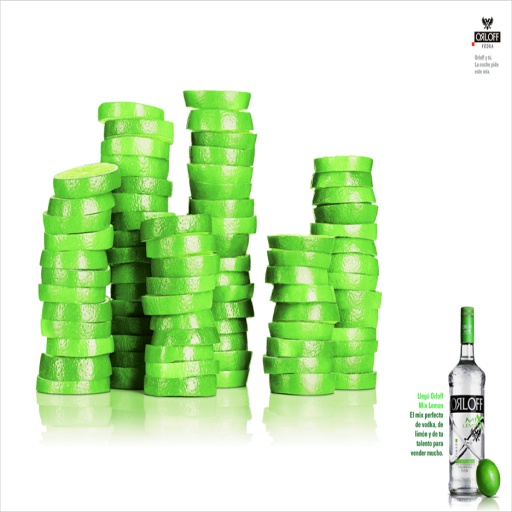 ORLOFF
VODKA
Orloff y tú.
La noche pide
este mix.
Llegó Orloff
Mix Lemon
El mix perfecto
de vodka, de
limón y de tu
talento para
vender mucho.
ORLOFF